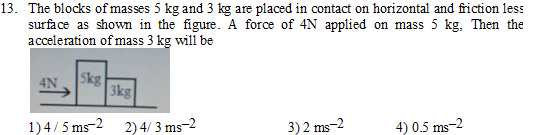 13. The blocks of masses 5 kg and 3 kg are placed in contact on horizontal and friction less
surface as shown in the figure. A force of 4N applied on mass 5 kg, Then the
acceleration of mass 3 kg will be
4N 5kg
3kg
1) 4 / 5 ms−2 2) 4/ 3 ms−2 3) 2 ms−2 4) 0.5 ms−2